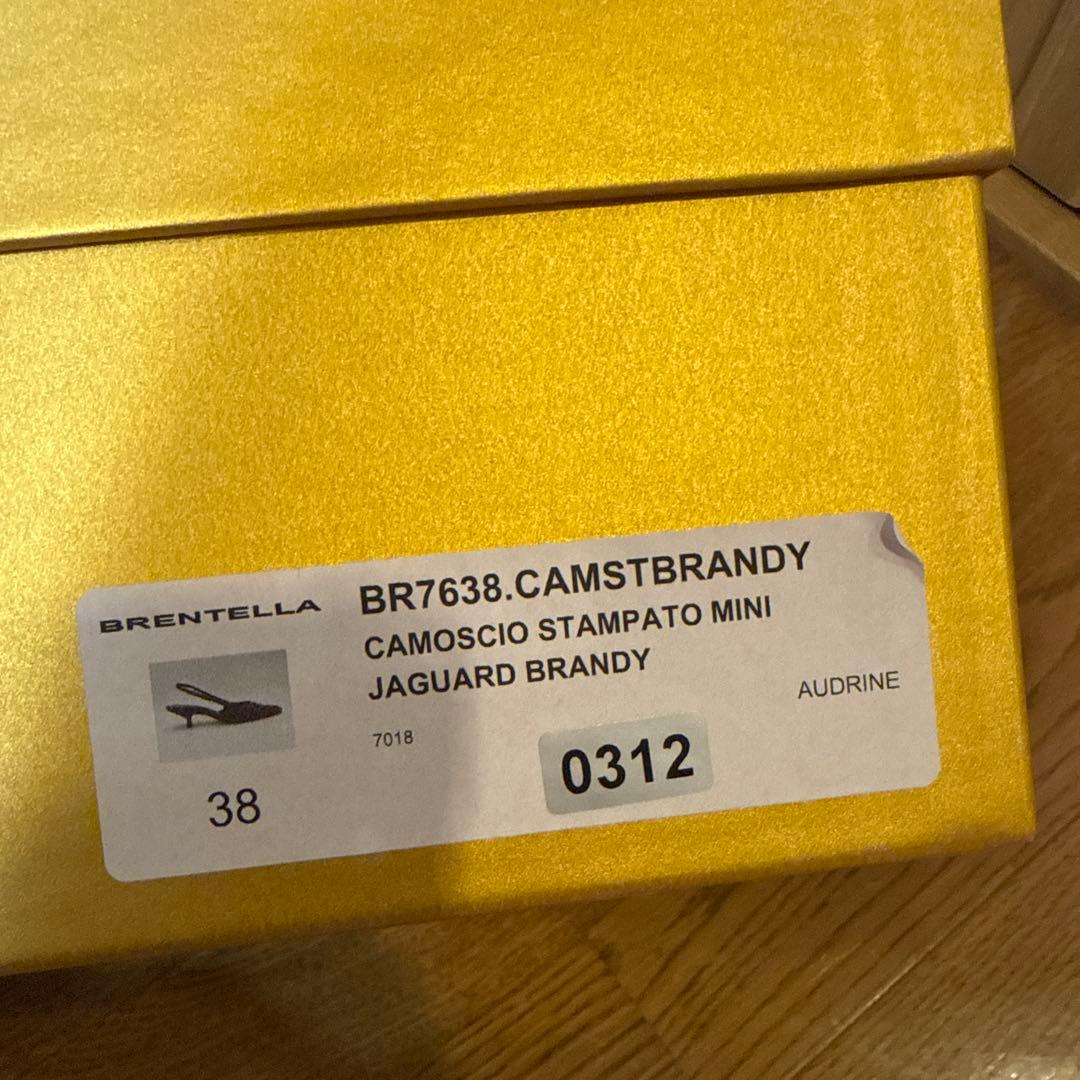 BRENTELLA
BR7638.CAMSTBRANDY
CAMOSCIO STAMPATO MINI
JAGUARD BRANDY
AUDRINE
7018
0312
38